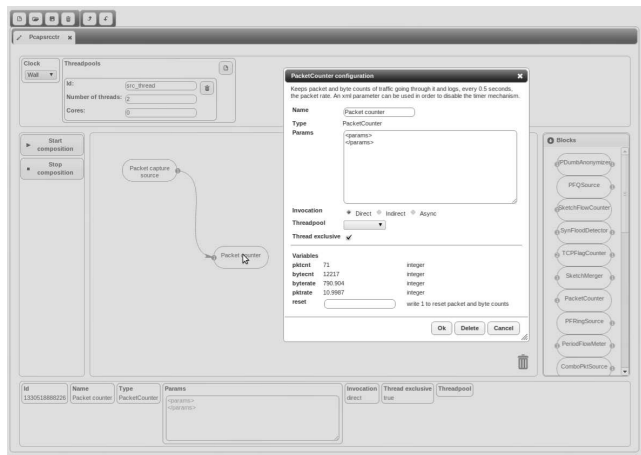 Pcapsrcctr
Clock
Wall
Threadpools
Id:
src_thread
Number of threads:
2
Cores:
0
Start composition
Stop composition
Packet capture
source
Packet counter
PacketCounter configuration
Keeps packet and byte counts of traffic going through it and logs, every 0.5 seconds,
the packet rate. An xml parameter can be used in order to disable the timer mechanism.
Name
Packet counter
Type
PacketCounter
Params
<params>
</params>
Invocation
Direct Indirect Async
Threadpool
Thread exclusive
Variables
pktcnt 71 integer
bytecnt 12217 integer
byterate 790.904 integer
pktrate 10.9987 integer
reset write 1 to reset packet and byte counts
Ok Delete Cancel
Blocks
IPDumbAnonymizer
PFQSource
SketchFlowCounter
SynFloodDetector
TCPFlagCounter
SketchMerger
PacketCounter
PFRingSource
PeriodFlowMeter
ComboPktSource
Id Name Type Params Invocation Thread exclusive Threadpool
1330518888226 Packet counter PacketCounter <params> direct true
</params>